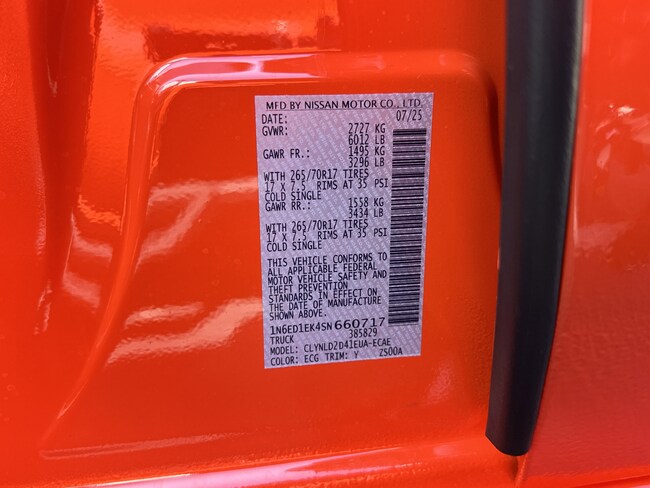 MFD BY NISSAN MOTOR CO., LTD.
DATE: 07/25
GVWR: 2727 KG
6012 LB
GAWR FR.: 1495 KG
3296 LB
WITH 265/70R17 TIRES
17 X 7.5 RIMS AT 35 PSI
COLD SINGLE
GAWR RR.: 1558 KG
3434 LB
WITH 265/70R17 TIRES
17 X 7.5 RIMS AT 35 PSI
COLD SINGLE
THIS VEHICLE CONFORMS TO
ALL APPLICABLE FEDERAL
MOTOR VEHICLE SAFETY AND
THEFT PREVENTION
STANDARDS IN EFFECT ON
THE DATE OF MANUFACTURE
SHOWN ABOVE.
1N6ED1EK4SN660717
TRUCK 385829
MODEL: CLYNLD2D41EUA-ECAE
COLOR: ECG TRIM: Y ZS00A